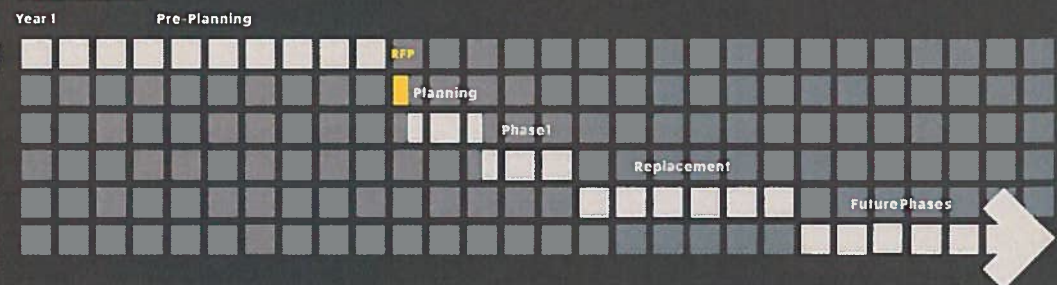 Year 1 Pre-Planning
RFP
Planning
Phase1
Replacement
FuturePhases